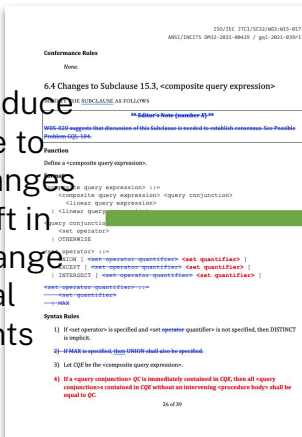 ISO/IEC JTC1/SC32/WG3:W15-017
ANSI/INCITS DM32-2021-00429 / gql-2021-039r1
Conformance Rules
None.
6.4 Changes to Subclause 15.3, <composite query expression>
THE SUBCLAUSE AS FOLLOWS
** Editor's Note (number X) **
W05-020 suggests that discussion of this Subclause is needed to establish consensus. See Possible
Problem GQL-184.
Function
Define a <composite query expression>.
duce
e to
anges
ft in
ange
al
nts
<composite query expression> ::=
<composite query expression> <query conjunction>
<linear query expression>
| <linear query
<query conjunction
<set operator>
| OTHERWISE
<set operator> ::=
UNION [ <set operator quantifier> <set quantifier> ]
| EXCEPT [ <set operator quantifier> <set quantifier> ]
| INTERSECT [ <set operator quantifier> <set quantifier> ]
<set operator quantifier> ::=
<set quantifier>
| MAX
Syntax Rules
1) If <set operator> is specified and <set operator quantifier> is not specified, then DISTINCT
is implicit.
2) If MAX is specified, then UNION shall also be specified.
3) Let CQE be the <composite query expression>.
4) If a <query conjunction> QC is immediately contained in CQE, then all <query
conjunction>s contained in CQE without an intervening <procedure body> shall be
equal to QC.
26 of 39